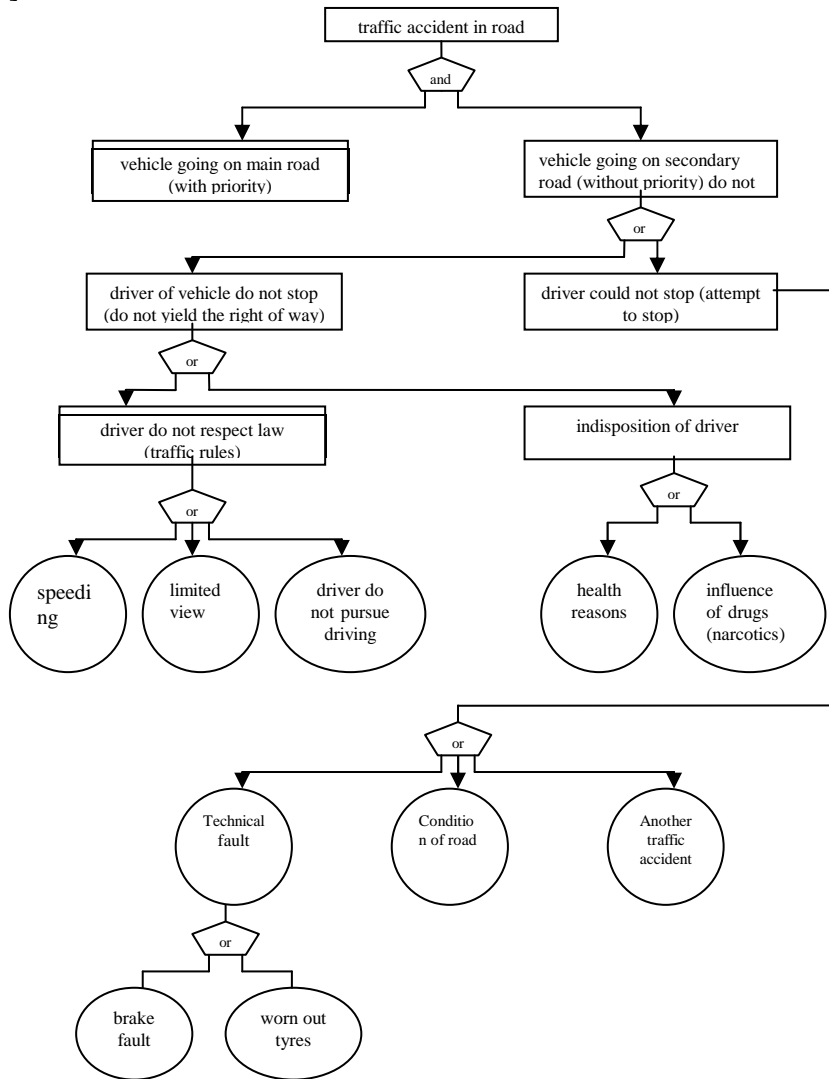 traffic accident in road
and
vehicle going on main road
(with priority)
vehicle going on secondary
road (without priority) do not
or
driver of vehicle do not stop
(do not yield the right of way)
driver could not stop (attempt
to stop)
or
driver do not respect law
(traffic rules)
indisposition of driver
or
or
speedi
ng
limited
view
driver do
not pursue
driving
health
reasons
influence
of drugs
(narcotics)
or
Technical
fault
Conditio
n of road
Another
traffic
accident
or
brake
fault
worn out
tyres